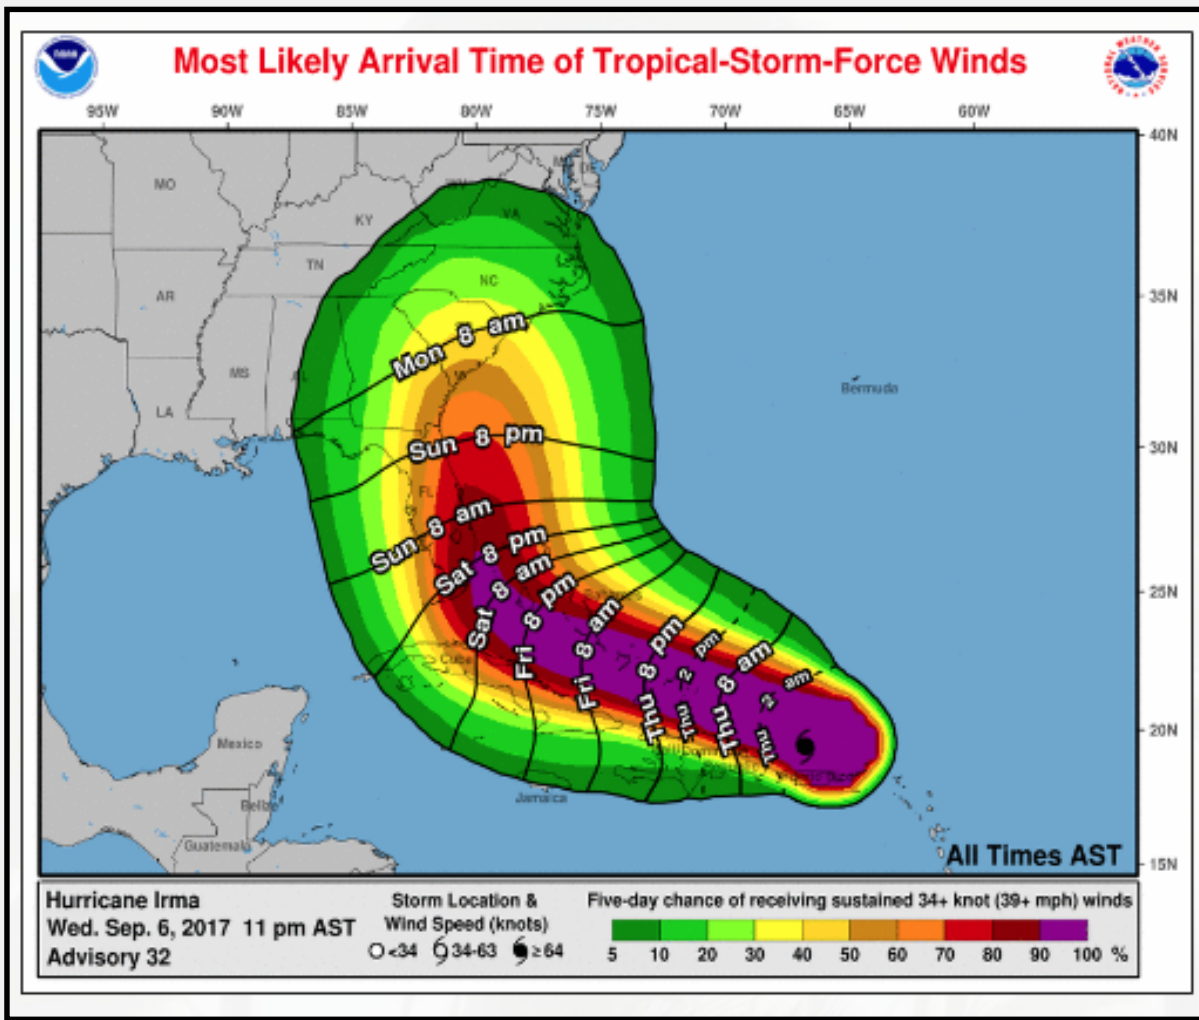 Most Likely Arrival Time of Tropical-Storm-Force Winds
NATIONAL WEATHER SERVICE
95W 90W 85W 80W 75W 70W 65W 60W
40N
MO
KY
VA
TN
NC
35N
AR
Mon 8 am
MS
AL
Bermuda
LA
Sun 8 pm
30N
FL
Sun 8 am
Sat 8 pm
Sat 8 am
25N
Fri 8 pm
Fri 8 am
Thu 8 pm
Thu 2 pm
Thu 8 am
Thu 2 am
Cuba
20N
Mexico
Jamaica
Belize
Guatemala
All Times AST
15N
Hurricane Irma
Wed. Sep. 6, 2017 11 pm AST
Advisory 32
Storm Location &
Wind Speed (knots)
<34 34-63 ≥64
Five-day chance of receiving sustained 34+ knot (39+ mph) winds
5 10 20 30 40 50 60 70 80 90 100 %